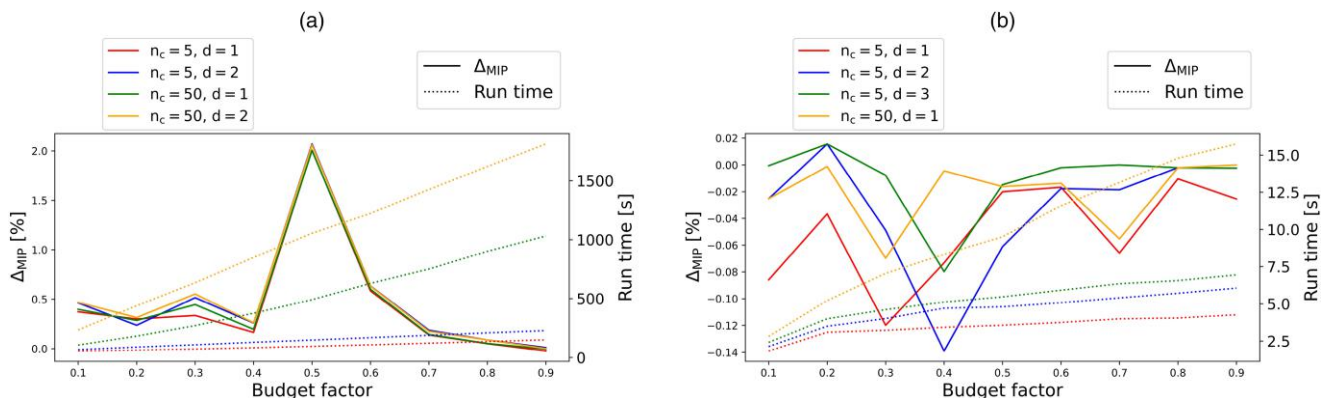 (a)
n_c = 5, d = 1
n_c = 5, d = 2
n_c = 50, d = 1
n_c = 50, d = 2
Δ_MIP
Run time
2.0
1.5
1.0
0.5
0.0
Δ_MIP [%]
1500
1000
500
0
Run time [s]
0.1 0.2 0.3 0.4 0.5 0.6 0.7 0.8 0.9
Budget factor
(b)
n_c = 5, d = 1
n_c = 5, d = 2
n_c = 5, d = 3
n_c = 50, d = 1
Δ_MIP
Run time
0.02
0.00
−0.02
−0.04
−0.06
−0.08
−0.10
−0.12
−0.14
Δ_MIP [%]
15.0
12.5
10.0
7.5
5.0
2.5
Run time [s]
0.1 0.2 0.3 0.4 0.5 0.6 0.7 0.8 0.9
Budget factor